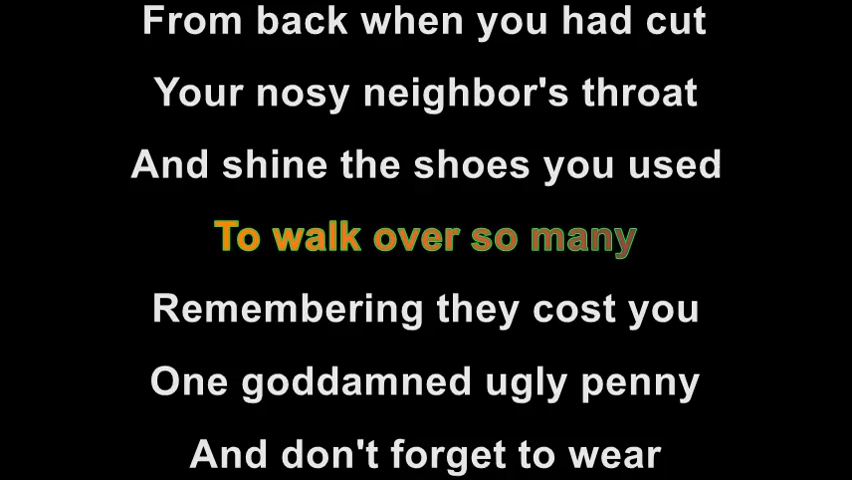 From back when you had cut
Your nosy neighbor's throat
And shine the shoes you used
To walk over so many
Remembering they cost you
One goddamned ugly penny
And don't forget to wear